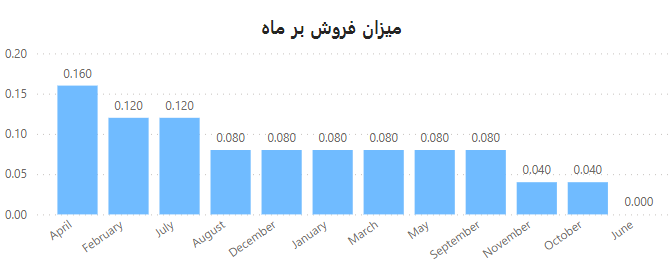 میزان فروش بر ماه
0.20
0.15
0.10
0.05
0.00
0.160
0.120
0.120
0.080
0.080
0.080
0.080
0.080
0.080
0.040
0.040
0.000
April
February
July
August
December
January
March
May
September
November
October
June